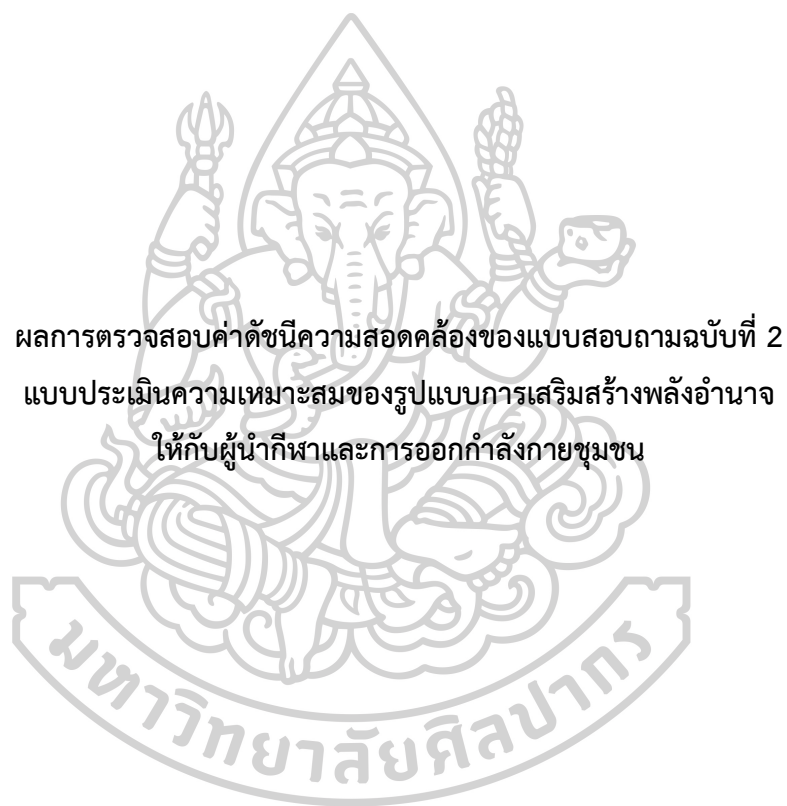 ผลการตรวจสอบค่าดัชนีความสอดคล้องของแบบสอบถามฉบับที่ 2
แบบประเมินความเหมาะสมของรูปแบบการเสริมสร้างพลังอำนาจ
ให้กับผู้นำกีฬาและการออกกำลังกายชุมชน
มหาวิทยาลัยศิลปากร